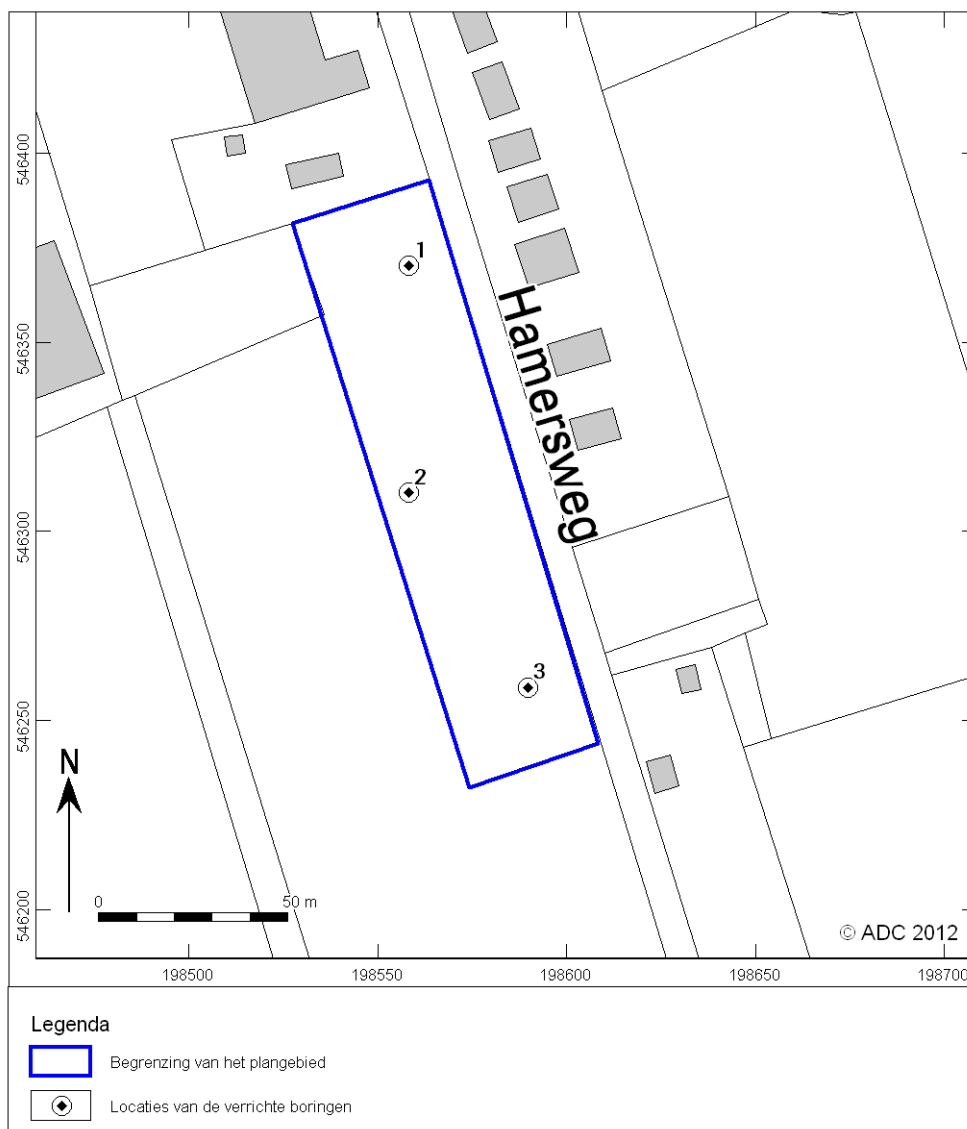 546400
546350
546300
546250
546200
1
2
3
Hamersweg
N
0 50 m
© ADC 2012
198500 198550 198600 198650 198700
Legenda
Begrenzing van het plangebied
Locaties van de verrichte boringen